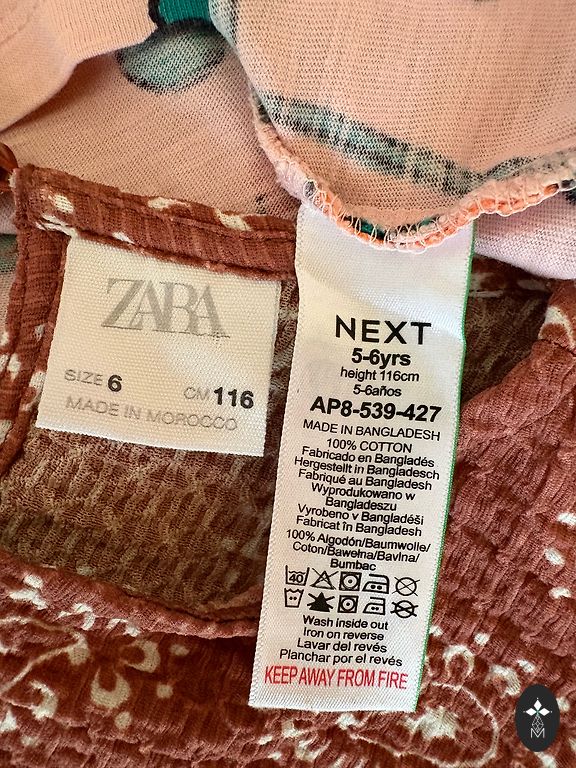 ZARA
SIZE 6 CM 116
MADE IN MOROCCO
NEXT
5-6yrs
height 116cm
5-6años
AP8-539-427
MADE IN BANGLADESH
100% COTTON
Fabricado en Bangladés
Hergestellt in Bangladesch
Fabriqué au Bangladesh
Wyprodukowano w
Bangladeszu
Vyrobeno v Bangladéši
Fabricat în Bangladesh
100% Algodón/Baumwolle/
Coton/Bawełna/Bavlna/
Bumbac
40
Wash inside out
Iron on reverse
Lavar del revés
Planchar por el revés
KEEP AWAY FROM FIRE
M